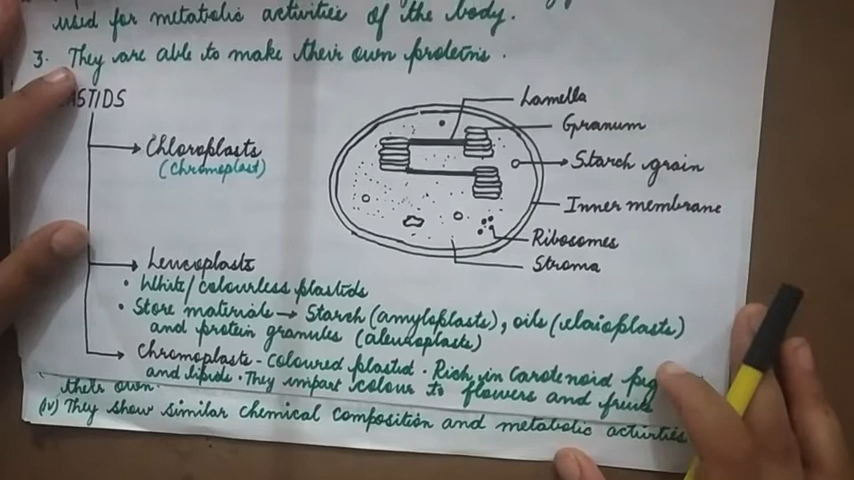 used for metabolic activities of the body.
3. They are able to make their own proteins.
ASTIDS
Chloroplasts
(Chromoplast)
Lamella
Granum
Starch grain
Inner membrane
Ribosomes
Stroma
Leucoplasts
• White/colourless plastids
• Store materials → Starch (amyloplasts), oils (elaioplasts)
and protein granules (aleuroplasts)
Chromoplasts - coloured plastid. Rich in Carotenoid
and lipids. They impart colour to flowers and fruits
their own.
(iv) They show similar chemical composition and metabolic activities